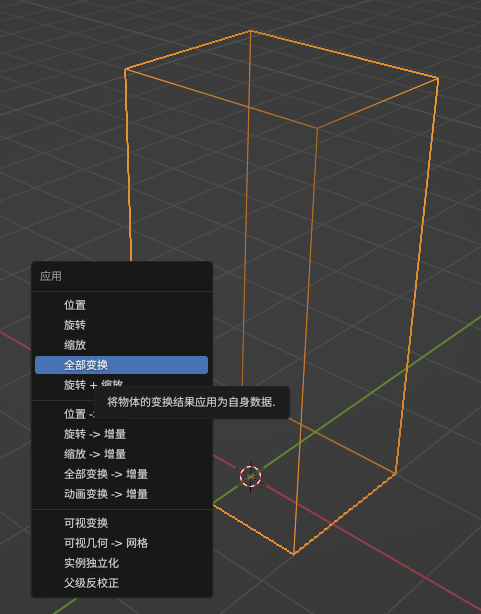 应用
位置
旋转
缩放
全部变换
旋转 + 缩放
将物体的变换结果应用为自身数据.
位置 ->
旋转 -> 增量
缩放 -> 增量
全部变换 -> 增量
动画变换 -> 增量
可视变换
可视几何 -> 网格
实例独立化
父级反校正